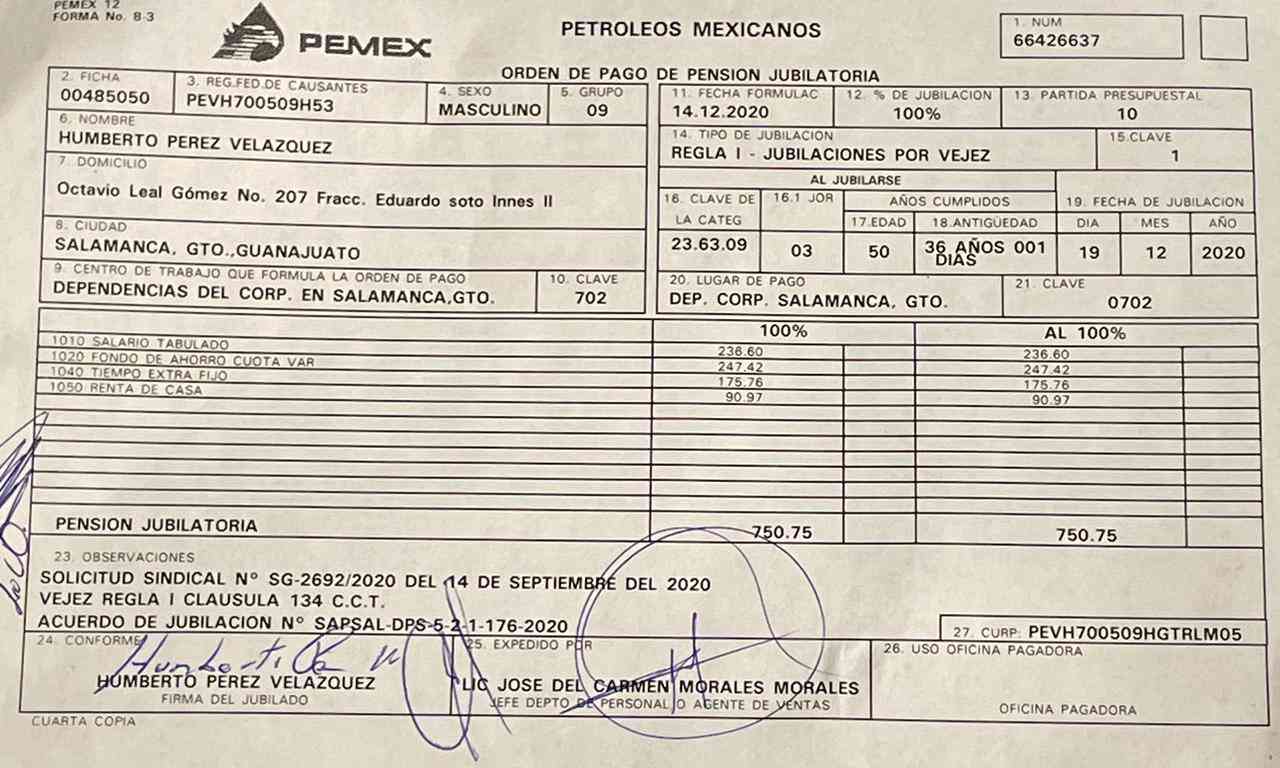 PEMEX 12
FORMA No. 8-3
PEMEX
PETROLEOS MEXICANOS
1. NUM
66426637
ORDEN DE PAGO DE PENSION JUBILATORIA
2. FICHA
00485050
3. REG.FED.DE CAUSANTES
PEVH700509H53
4. SEXO
MASCULINO
5. GRUPO
09
6. NOMBRE
HUMBERTO PEREZ VELAZQUEZ
7. DOMICILIO
Octavio Leal Gómez No. 207 Fracc. Eduardo soto Innes II
8. CIUDAD
SALAMANCA, GTO.,GUANAJUATO
9. CENTRO DE TRABAJO QUE FORMULA LA ORDEN DE PAGO
DEPENDENCIAS DEL CORP. EN SALAMANCA,GTO.
10. CLAVE
702
11. FECHA FORMULAC
14.12.2020
12. % DE JUBILACION
100%
13. PARTIDA PRESUPUESTAL
10
14. TIPO DE JUBILACION
REGLA I - JUBILACIONES POR VEJEZ
15.CLAVE
1
AL JUBILARSE
16. CLAVE DE
LA CATEG
23.63.09
16.1 JOR
03
AÑOS CUMPLIDOS
17.EDAD
50
18.ANTIGÜEDAD
36 AÑOS 001
DIAS
19. FECHA DE JUBILACION
DIA MES AÑO
19 12 2020
20. LUGAR DE PAGO
DEP. CORP. SALAMANCA, GTO.
21. CLAVE
0702
100% AL 100%
1010 SALARIO TABULADO 236.60 236.60
1020 FONDO DE AHORRO CUOTA VAR 247.42 247.42
1040 TIEMPO EXTRA FIJO 175.76 175.76
1050 RENTA DE CASA 90.97 90.97
PENSION JUBILATORIA 750.75 750.75
23. OBSERVACIONES
SOLICITUD SINDICAL Nº SG-2692/2020 DEL 14 DE SEPTIEMBRE DEL 2020
VEJEZ REGLA I CLAUSULA 134 C.C.T.
ACUERDO DE JUBILACION Nº SAPSAL-DPS-5-2-1-176-2020
27. CURP: PEVH700509HGTRLM05
24. CONFORME
HUMBERTO PEREZ VELAZQUEZ
FIRMA DEL JUBILADO
25. EXPEDIDO POR
LIC JOSE DEL CARMEN MORALES MORALES
JEFE DEPTO DE PERSONAL O AGENTE DE VENTAS
26. USO OFICINA PAGADORA
OFICINA PAGADORA
CUARTA COPIA